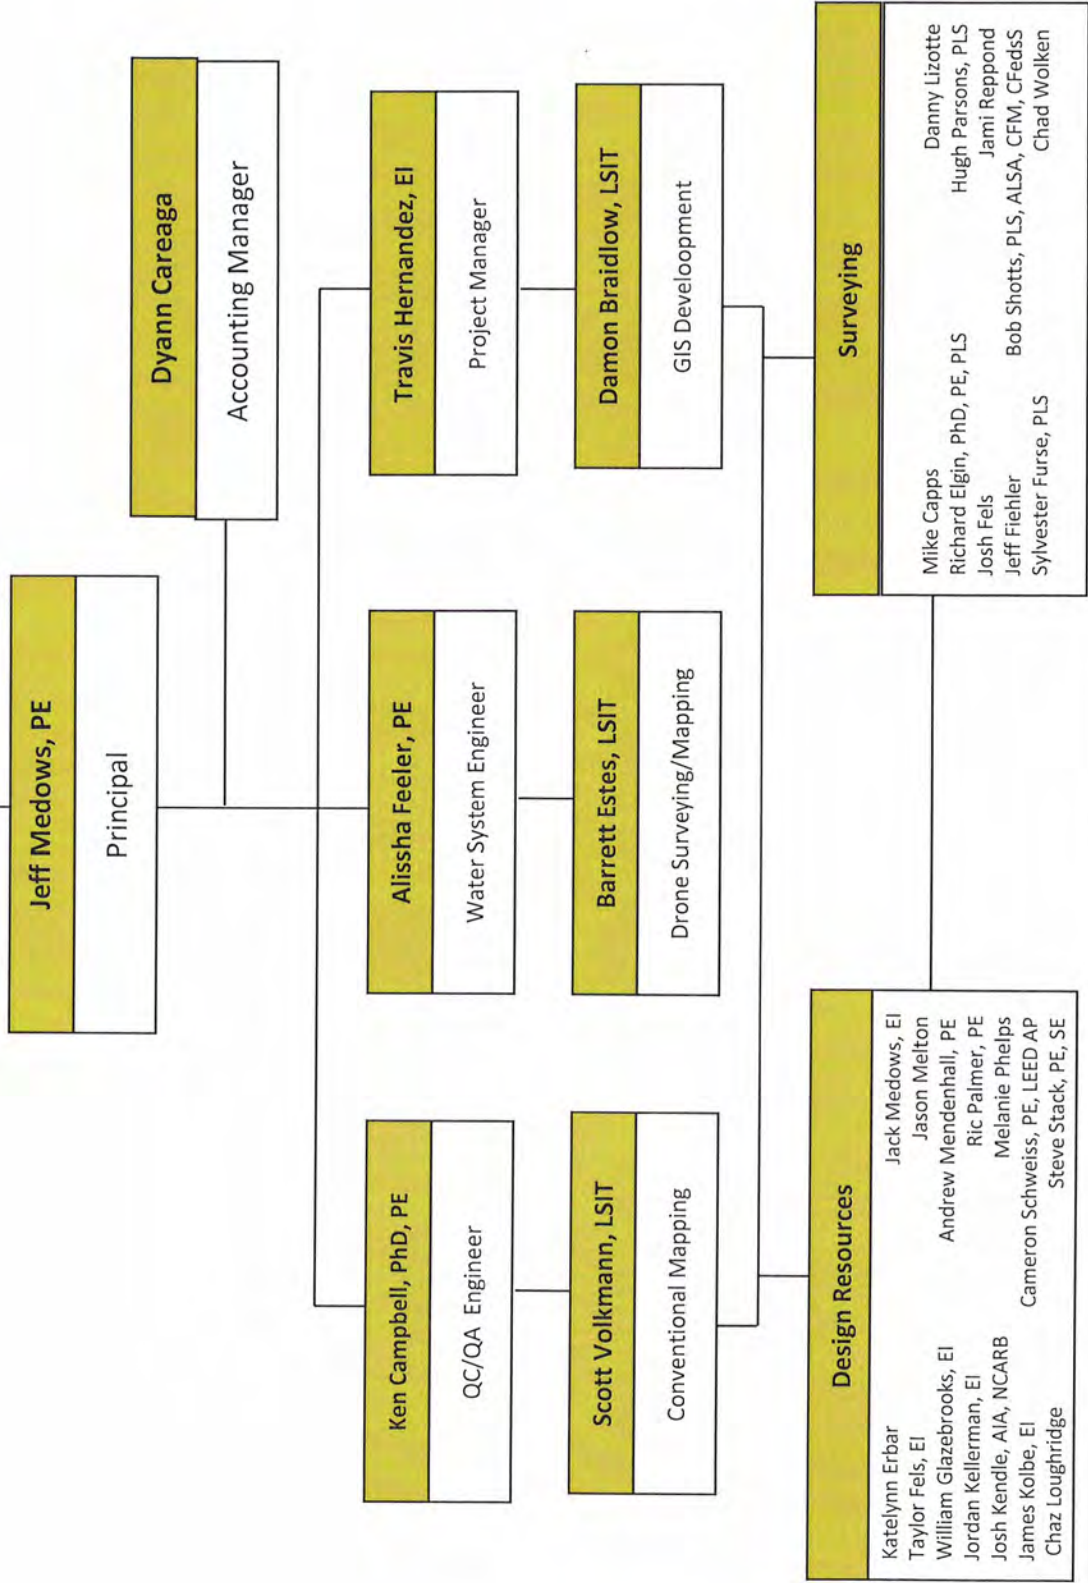 Jeff Medows, PE
Principal
Dyann Careaga
Accounting Manager
Ken Campbell, PhD, PE
QC/QA Engineer
Alissha Feeler, PE
Water System Engineer
Travis Hernandez, EI
Project Manager
Scott Volkmann, LSIT
Conventional Mapping
Barrett Estes, LSIT
Drone Surveying/Mapping
Damon Braidlow, LSIT
GIS Develoopment
Design Resources
Katelynn Erbar Jack Medows, EI
Taylor Fels, EI Jason Melton
William Glazebrooks, EI Andrew Mendenhall, PE
Jordan Kellerman, EI Ric Palmer, PE
Josh Kendle, AIA, NCARB Melanie Phelps
James Kolbe, EI Cameron Schweiss, PE, LEED AP
Chaz Loughridge Steve Stack, PE, SE
Surveying
Mike Capps Danny Lizotte
Richard Elgin, PhD, PE, PLS Hugh Parsons, PLS
Josh Fels Jami Reppond
Jeff Fiehler Bob Shotts, PLS, ALSA, CFM, CFedsS
Sylvester Furse, PLS Chad Wolken